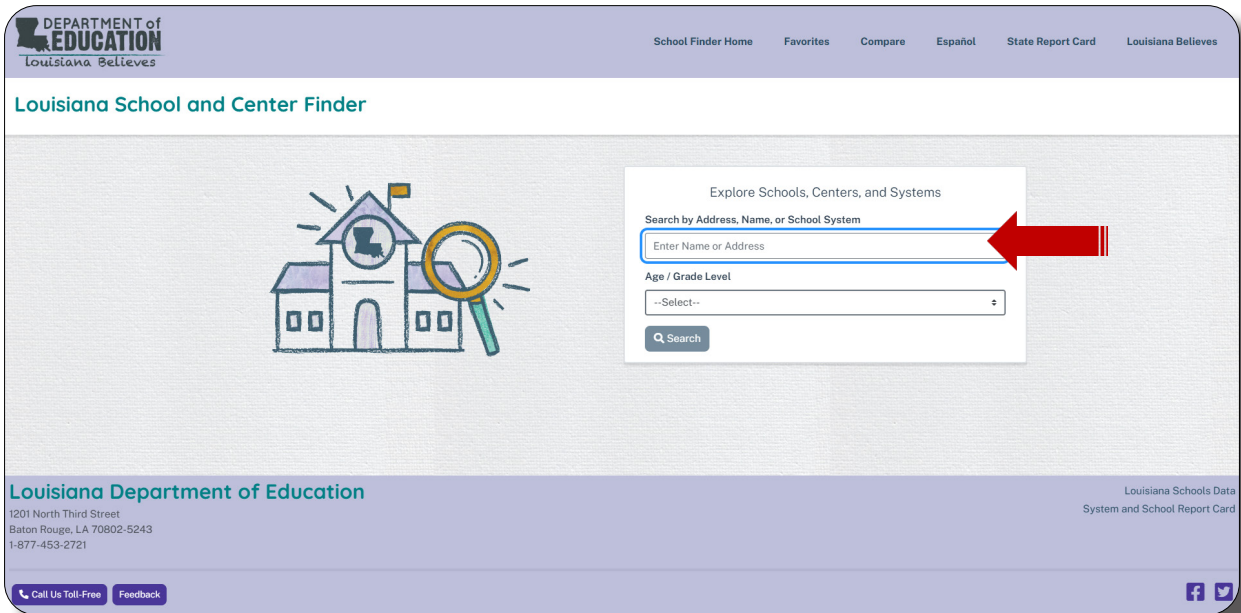 DEPARTMENT of
EDUCATION
Louisiana Believes
School Finder Home Favorites Compare Español State Report Card Louisiana Believes
Louisiana School and Center Finder
Explore Schools, Centers, and Systems
Search by Address, Name, or School System
Enter Name or Address
Age / Grade Level
--Select--
Search
Louisiana Department of Education
1201 North Third Street
Baton Rouge, LA 70802-5243
1-877-453-2721
Louisiana Schools Data
System and School Report Card
Call Us Toll-Free Feedback